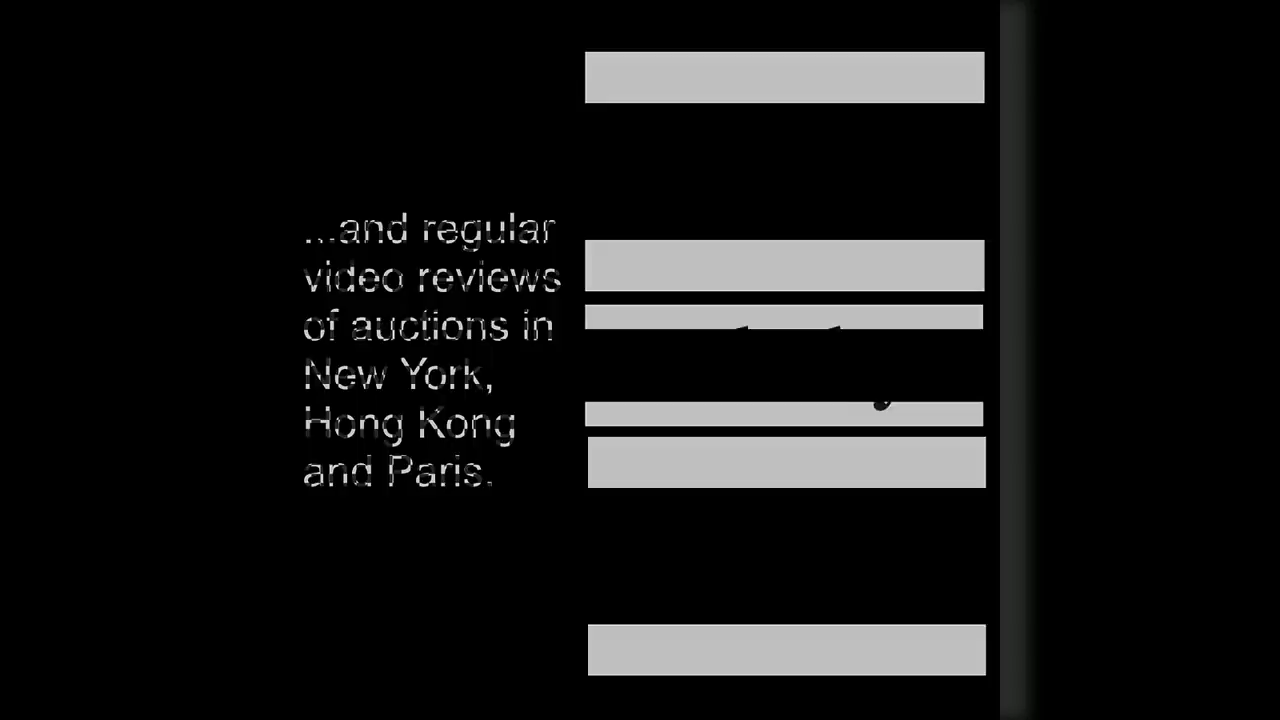 ...and regular
video reviews
of auctions in
New York,
Hong Kong
and Paris.